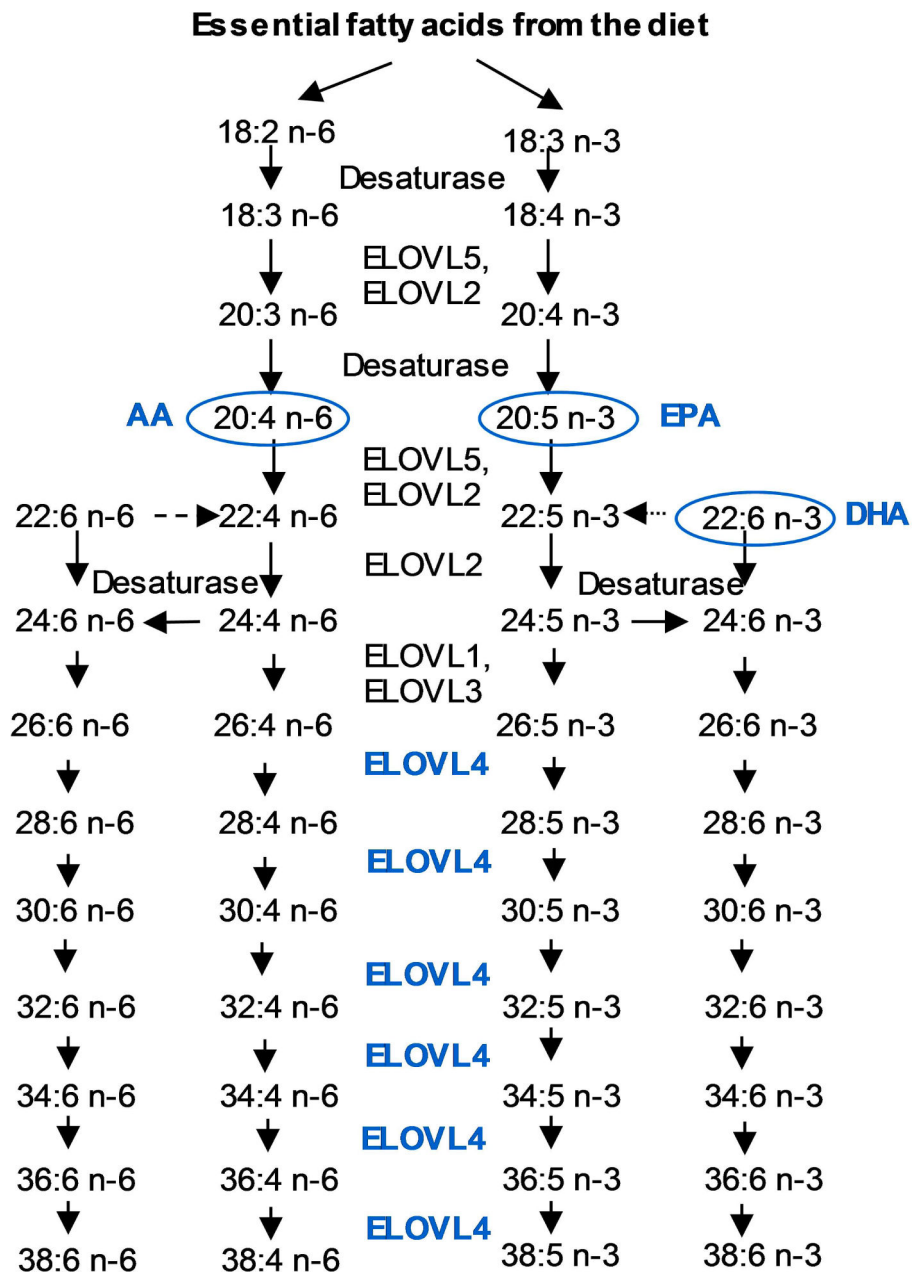 Essential fatty acids from the diet
18:2 n-6 18:3 n-3
Desaturase
18:3 n-6 18:4 n-3
ELOVL5,
ELOVL2
20:3 n-6 20:4 n-3
Desaturase
AA 20:4 n-6 20:5 n-3 EPA
ELOVL5,
ELOVL2
22:6 n-6 22:4 n-6 22:5 n-3 22:6 n-3 DHA
ELOVL2
Desaturase Desaturase
24:6 n-6 24:4 n-6 24:5 n-3 24:6 n-3
ELOVL1,
ELOVL3
26:6 n-6 26:4 n-6 26:5 n-3 26:6 n-3
ELOVL4
28:6 n-6 28:4 n-6 28:5 n-3 28:6 n-3
ELOVL4
30:6 n-6 30:4 n-6 30:5 n-3 30:6 n-3
ELOVL4
32:6 n-6 32:4 n-6 32:5 n-3 32:6 n-3
ELOVL4
34:6 n-6 34:4 n-6 34:5 n-3 34:6 n-3
ELOVL4
36:6 n-6 36:4 n-6 36:5 n-3 36:6 n-3
ELOVL4
38:6 n-6 38:4 n-6 38:5 n-3 38:6 n-3